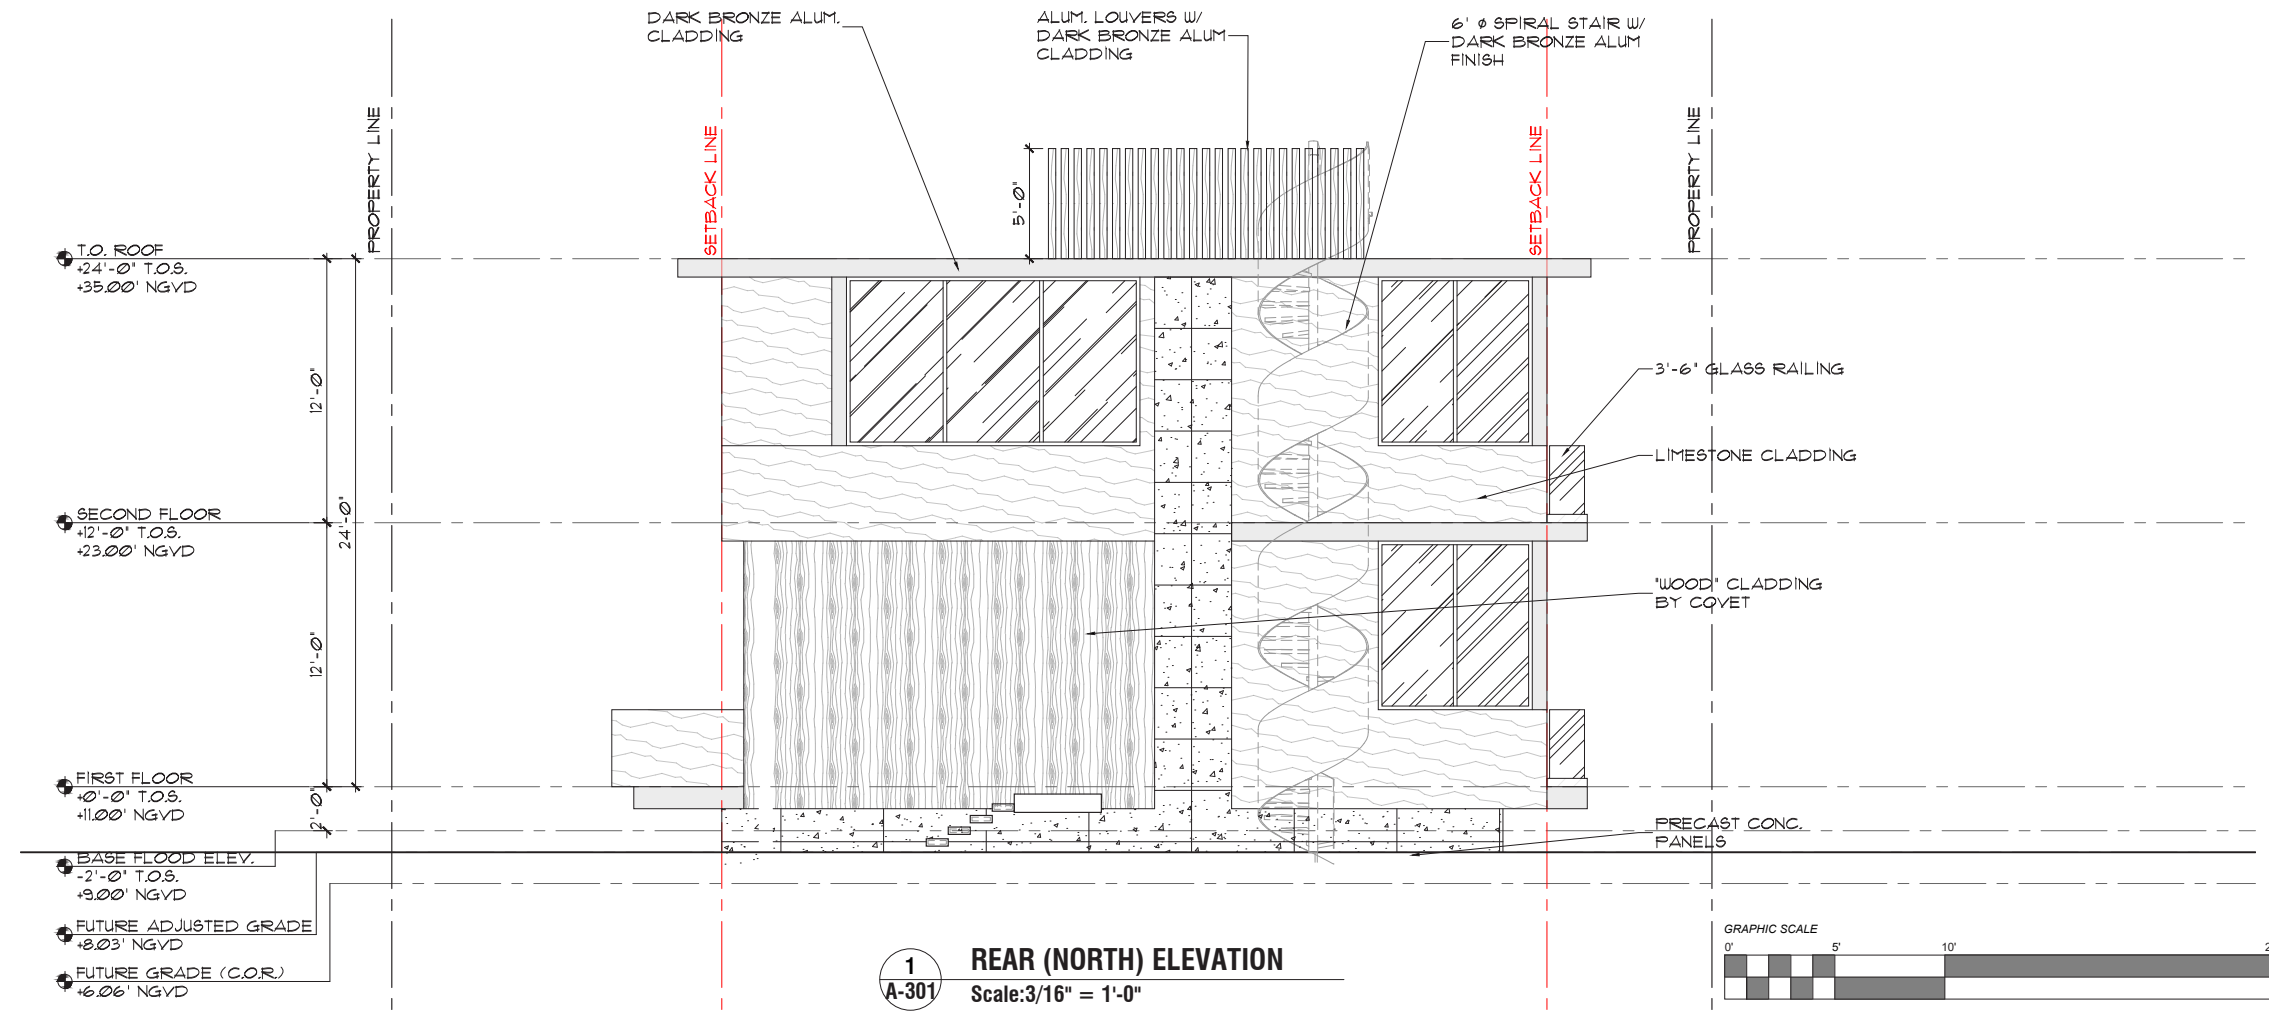 DARK BRONZE ALUM.
CLADDING
ALUM. LOUVERS W/
DARK BRONZE ALUM
CLADDING
6' ø SPIRAL STAIR W/
DARK BRONZE ALUM
FINISH
PROPERTY LINE
SETBACK LINE
SETBACK LINE
PROPERTY LINE
5'-0"
T.O. ROOF
+24'-0" T.O.S.
+35.00' NGVD
12'-0"
24'-0"
3'-6" GLASS RAILING
LIMESTONE CLADDING
SECOND FLOOR
+12'-0" T.O.S.
+23.00' NGVD
"WOOD" CLADDING
BY COVET
12'-0"
FIRST FLOOR
+0'-0" T.O.S.
+11.00' NGVD
2'-0"
PRECAST CONC.
PANELS
BASE FLOOD ELEV.
-2'-0" T.O.S.
+9.00' NGVD
FUTURE ADJUSTED GRADE
+8.03' NGVD
FUTURE GRADE (C.O.R.)
+6.06' NGVD
1
A-301
REAR (NORTH) ELEVATION
Scale:3/16" = 1'-0"
GRAPHIC SCALE
0' 5' 10' 2